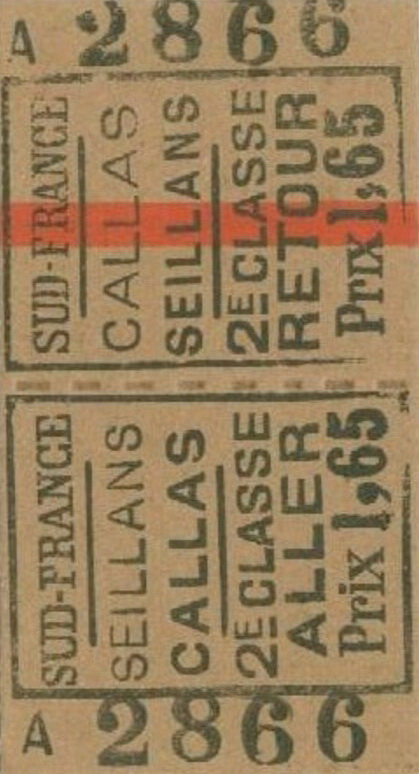 A 2866
SUD-FRANCE
CALLAS
SEILLANS
2E CLASSE
RETOUR
Prix 1,65
SUD-FRANCE
SEILLANS
CALLAS
2E CLASSE
ALLER
Prix 1,65
A 2866